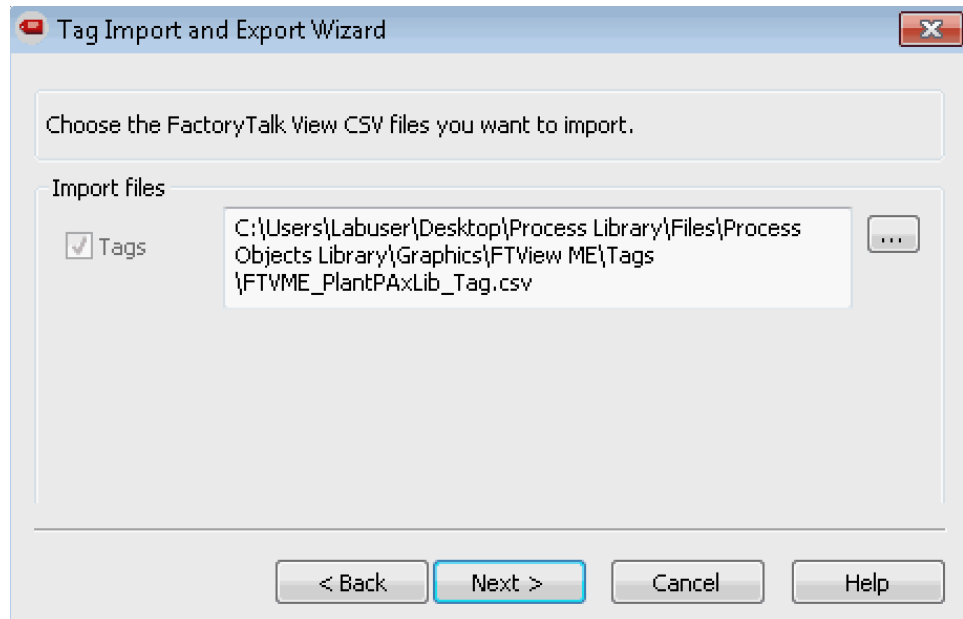 Tag Import and Export Wizard
Choose the FactoryTalk View CSV files you want to import.
Import files
Tags
C:\Users\Labuser\Desktop\Process Library\Files\Process
Objects Library\Graphics\FTView ME\Tags
\FTVME_PlantPAxLib_Tag.csv
...
< Back Next > Cancel Help